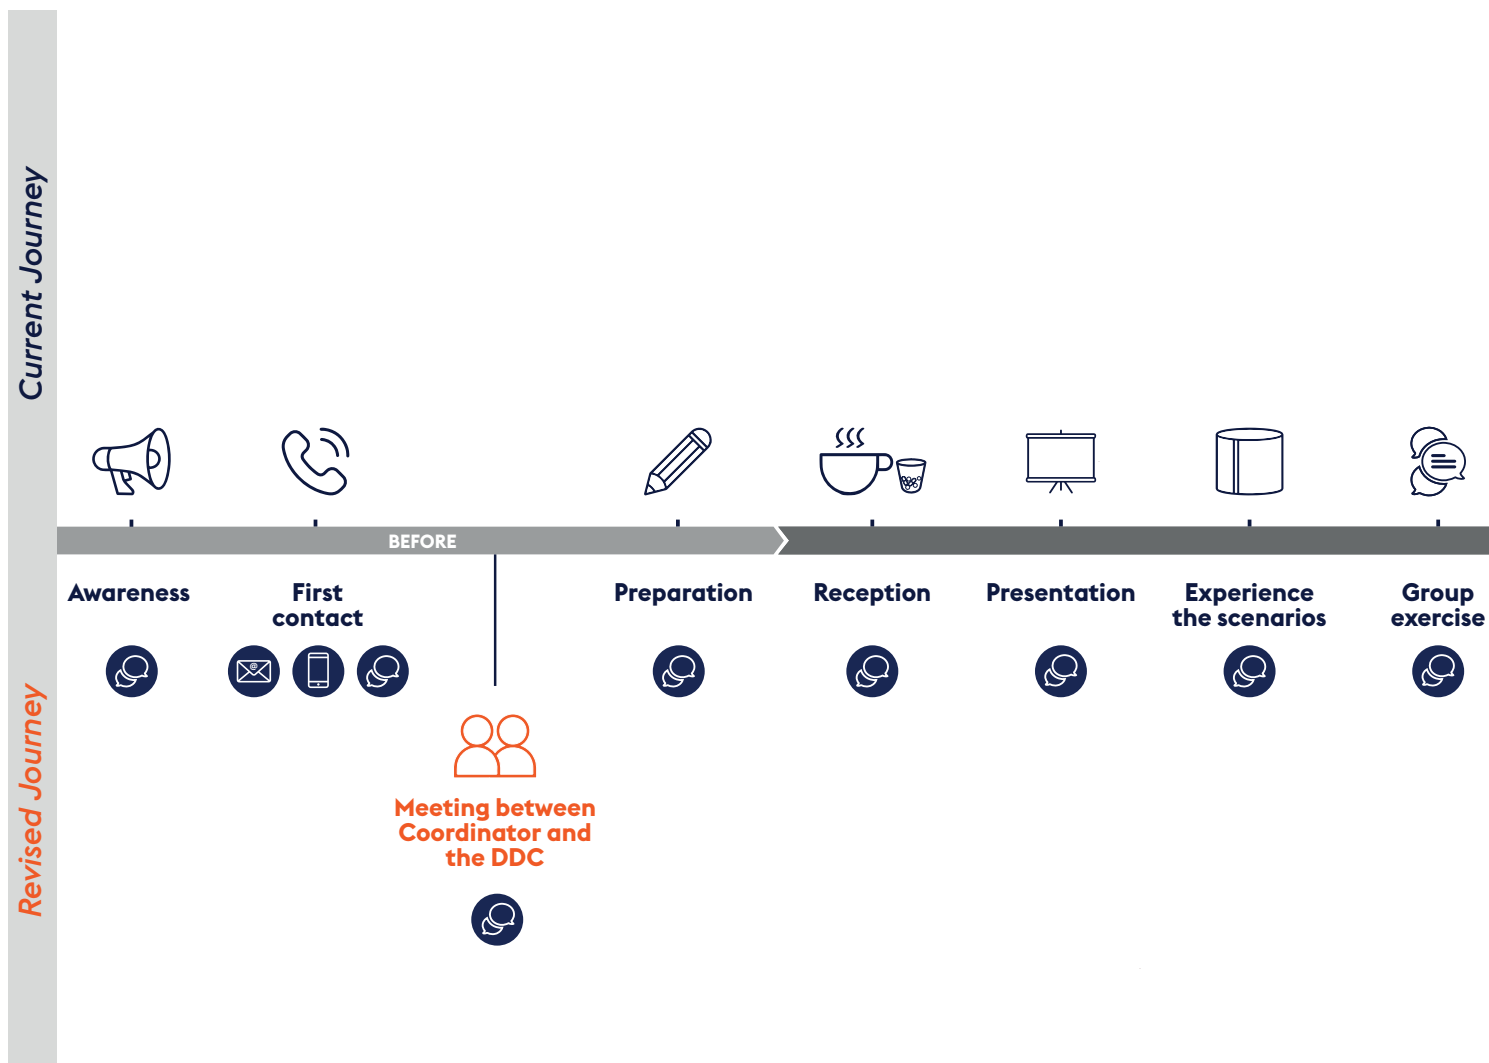 Current Journey
BEFORE
Awareness
First
contact
Preparation
Reception
Presentation
Experience
the scenarios
Group
exercise
@
Revised Journey
Meeting between
Coordinator and
the DDC